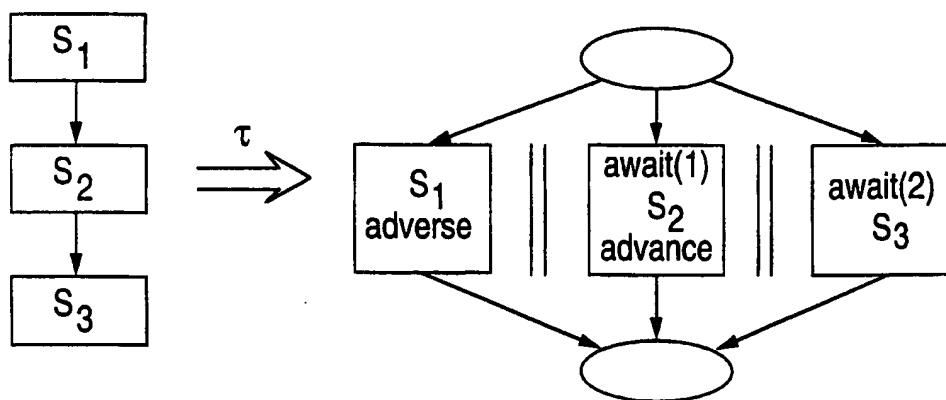 S1
S2
S3
τ
S1
adverse
await(1)
S2
advance
await(2)
S3